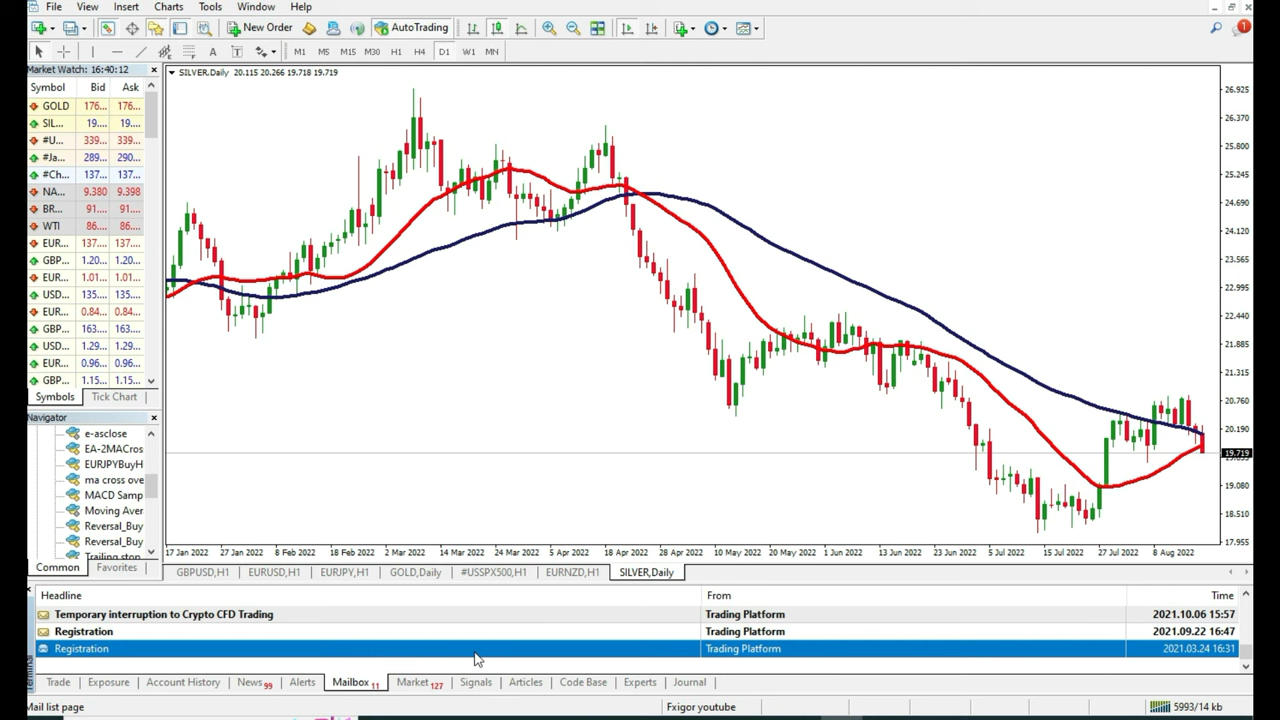 File View Insert Charts Tools Window Help
New Order AutoTrading
A T M1 M5 M15 M30 H1 H4 D1 W1 MN
1
Market Watch: 16:40:12
Symbol Bid Ask
GOLD 176... 176...
SIL... 19.... 19....
#U... 339... 339...
#Ja... 289... 290...
#Ch... 137... 137...
NA... 9.380 9.398
BR... 91.... 91....
WTI 86.... 86....
EUR... 137... 137...
GBP... 1.20... 1.20...
EUR... 1.01... 1.01...
USD... 135... 135...
EUR... 0.84... 0.84...
GBP... 163.... 163....
USD... 1.29... 1.29...
EUR... 0.96... 0.96...
GBP... 1.15... 1.15...
Symbols Tick Chart
Navigator
e-asclose
EA-2MACros
EURJPYBuyH
ma cross ove
MACD Samp
Moving Aver
Reversal_Buy
Reversal_Buy
Trailing stop
Common Favorites
SILVER,Daily 20.115 20.266 19.718 19.719
26.925
26.370
25.800
25.245
24.690
24.120
23.565
22.995
22.440
21.885
21.315
20.760
20.190
19.719
19.080
18.510
17.955
17 Jan 2022 27 Jan 2022 8 Feb 2022 18 Feb 2022 2 Mar 2022 14 Mar 2022 24 Mar 2022 5 Apr 2022 18 Apr 2022 28 Apr 2022 10 May 2022 20 May 2022 1 Jun 2022 13 Jun 2022 23 Jun 2022 5 Jul 2022 15 Jul 2022 27 Jul 2022 8 Aug 2022
GBPUSD,H1 EURUSD,H1 EURJPY,H1 GOLD,Daily #USSPX500,H1 EURNZD,H1 SILVER,Daily
Headline From Time
Temporary interruption to Crypto CFD Trading Trading Platform 2021.10.06 15:57
Registration Trading Platform 2021.09.22 16:47
Registration Trading Platform 2021.03.24 16:31
Terminal
Trade Exposure Account History News 99 Alerts Mailbox 11 Market 127 Signals Articles Code Base Experts Journal
Mail list page Fxigor youtube 5993/14 kb